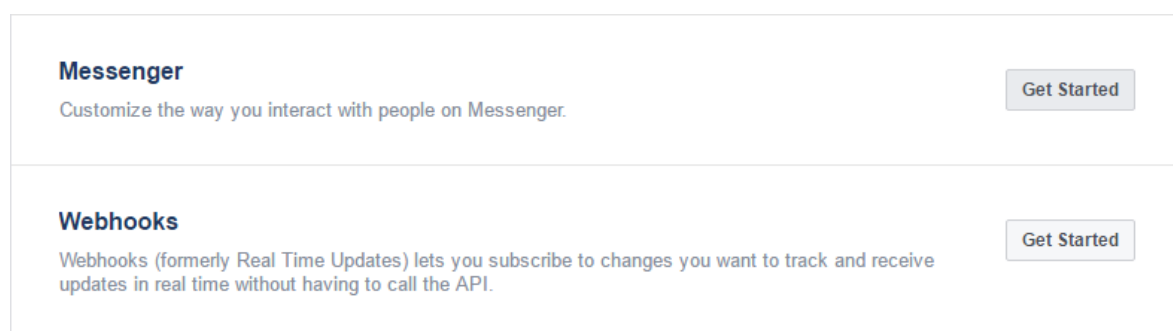 Messenger
Customize the way you interact with people on Messenger.
Get Started
Webhooks
Webhooks (formerly Real Time Updates) lets you subscribe to changes you want to track and receive
updates in real time without having to call the API.
Get Started